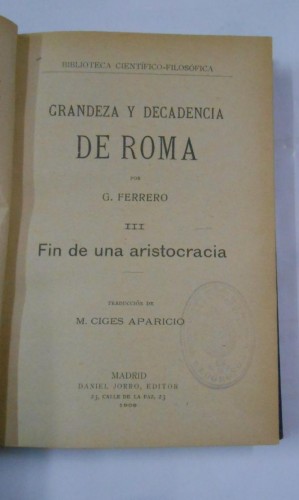 BIBLIOTECA CIENTÍFICO-FILOSÓFICA
GRANDEZA Y DECADENCIA
DE ROMA
POR
G. FERRERO
III
Fin de una aristocracia
TRADUCCIÓN DE
M. CIGES APARICIO
MADRID
DANIEL JORRO, EDITOR
23, CALLE DE LA PAZ, 23